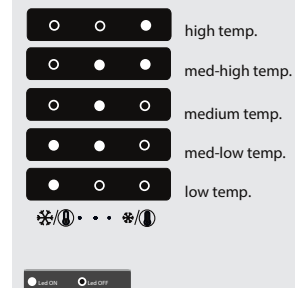 high temp.
med-high temp.
medium temp.
med-low temp.
low temp.
Led ON Led OFF